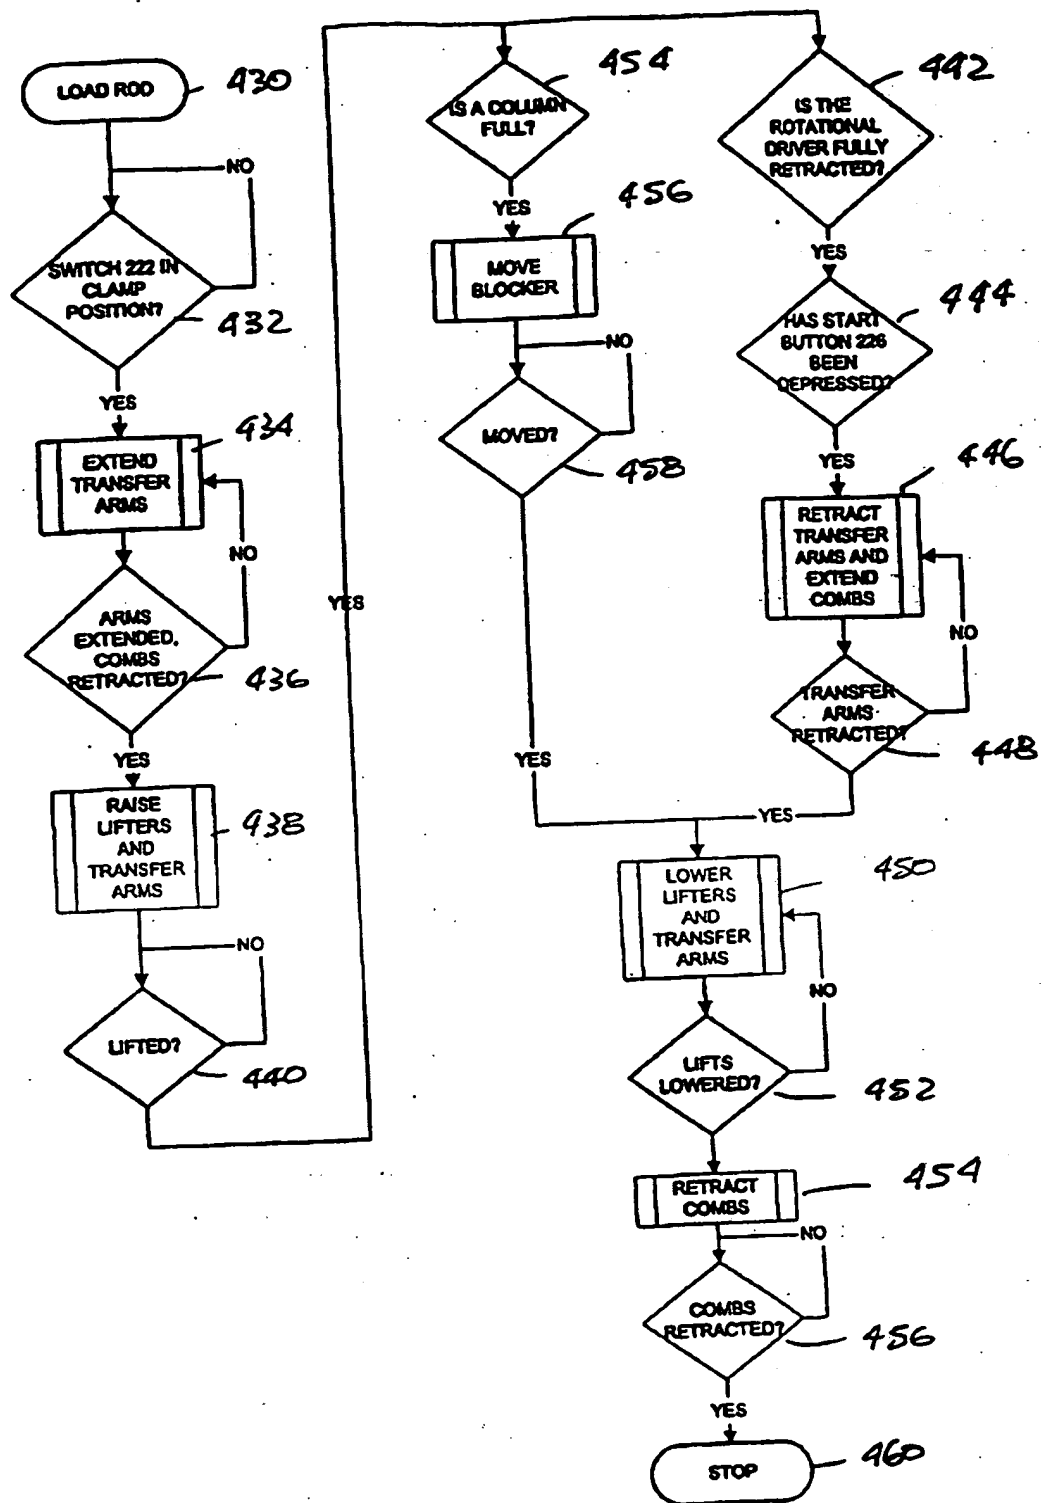 LOAD ROD
430
NO
SWITCH 222 IN
CLAMP
POSITION?
432
YES
434
EXTEND
TRANSFER
ARMS
NO
ARMS
EXTENDED,
COMBS
RETRACTED?
436
YES
RAISE
LIFTERS
AND
TRANSFER
ARMS
438
NO
LIFTED?
440
YES
454
IS A COLUMN
FULL?
YES
456
MOVE
BLOCKER
NO
MOVED?
458
YES
442
IS THE
ROTATIONAL
DRIVER FULLY
RETRACTED?
YES
444
HAS START
BUTTON 226
BEEN
DEPRESSED?
YES
446
RETRACT
TRANSFER
ARMS AND
EXTEND
COMBS
NO
TRANSFER
ARMS
RETRACTED?
448
YES
LOWER
LIFTERS
AND
TRANSFER
ARMS
450
NO
LIFTS
LOWERED?
452
RETRACT
COMBS
454
NO
COMBS
RETRACTED?
456
YES
STOP
460